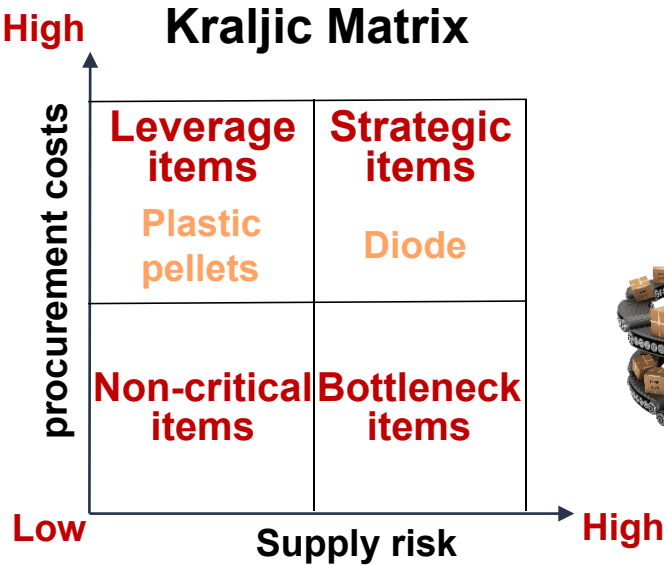 Kraljic Matrix
High
procurement costs
Leverage
items
Plastic
pellets
Strategic
items
Diode
Non-critical
items
Bottleneck
items
Low
Supply risk
High